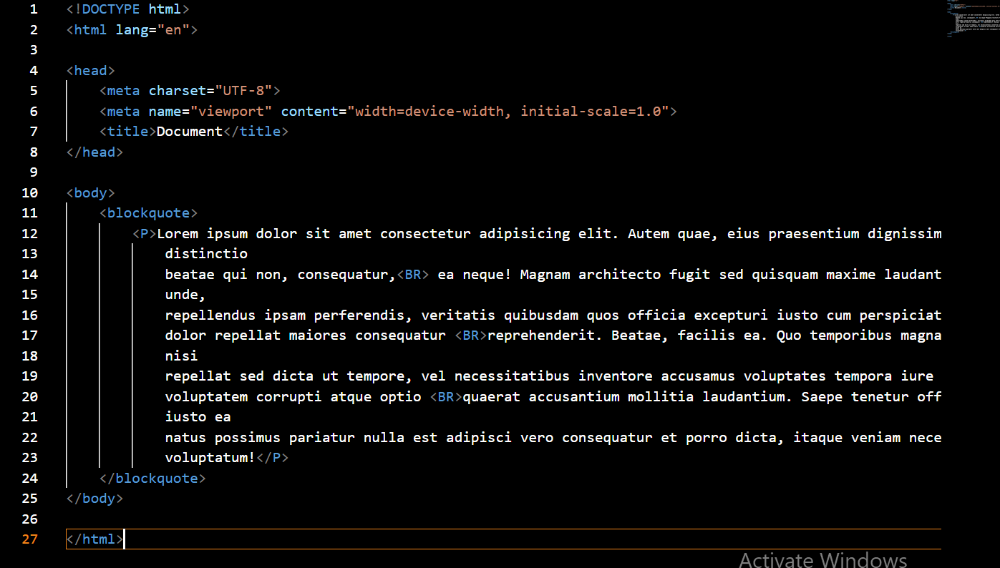 1 <!DOCTYPE html>
2 <html lang="en">
3
4 <head>
5     <meta charset="UTF-8">
6     <meta name="viewport" content="width=device-width, initial-scale=1.0">
7     <title>Document</title>
8 </head>
9
10 <body>
11     <blockquote>
12         <P>Lorem ipsum dolor sit amet consectetur adipisicing elit. Autem quae, eius praesentium dignissim
13             distinctio
14             beatae qui non, consequatur,<BR> ea neque! Magnam architecto fugit sed quisquam maxime laudant
15             unde,
16             repellendus ipsam perferendis, veritatis quibusdam quos officia excepturi iusto cum perspiciat
17             dolor repellat maiores consequatur <BR>reprehenderit. Beatae, facilis ea. Quo temporibus magna
18             nisi
19             repellat sed dicta ut tempore, vel necessitatibus inventore accusamus voluptates tempora iure
20             voluptatem corrupti atque optio <BR>quaerat accusantium mollitia laudantium. Saepe tenetur off
21             iusto ea
22             natus possimus pariatur nulla est adipisci vero consequatur et porro dicta, itaque veniam nece
23             voluptatum!</P>
24     </blockquote>
25 </body>
26
27 </html>
Activate Windows